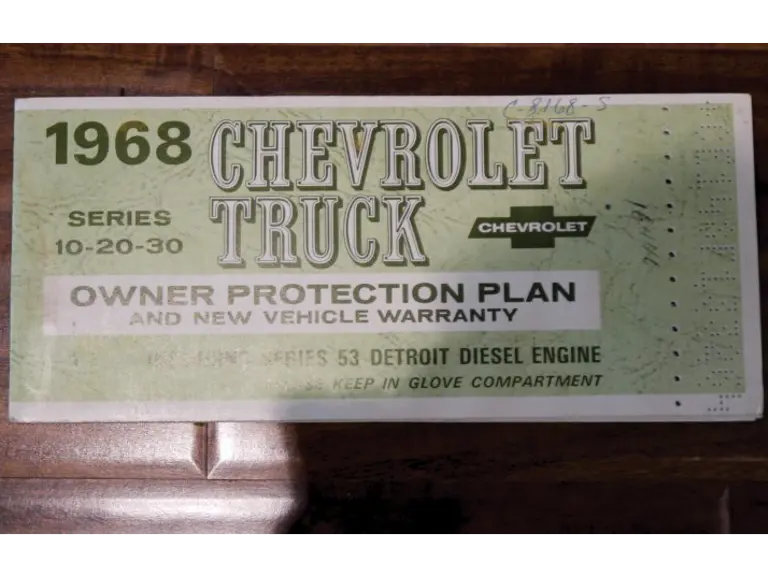 C-8168-S
1968 CHEVROLET
SERIES TRUCK
10-20-30
CHEVROLET
OWNER PROTECTION PLAN
AND NEW VEHICLE WARRANTY
SERIES 53 DETROIT DIESEL ENGINE
KEEP IN GLOVE COMPARTMENT